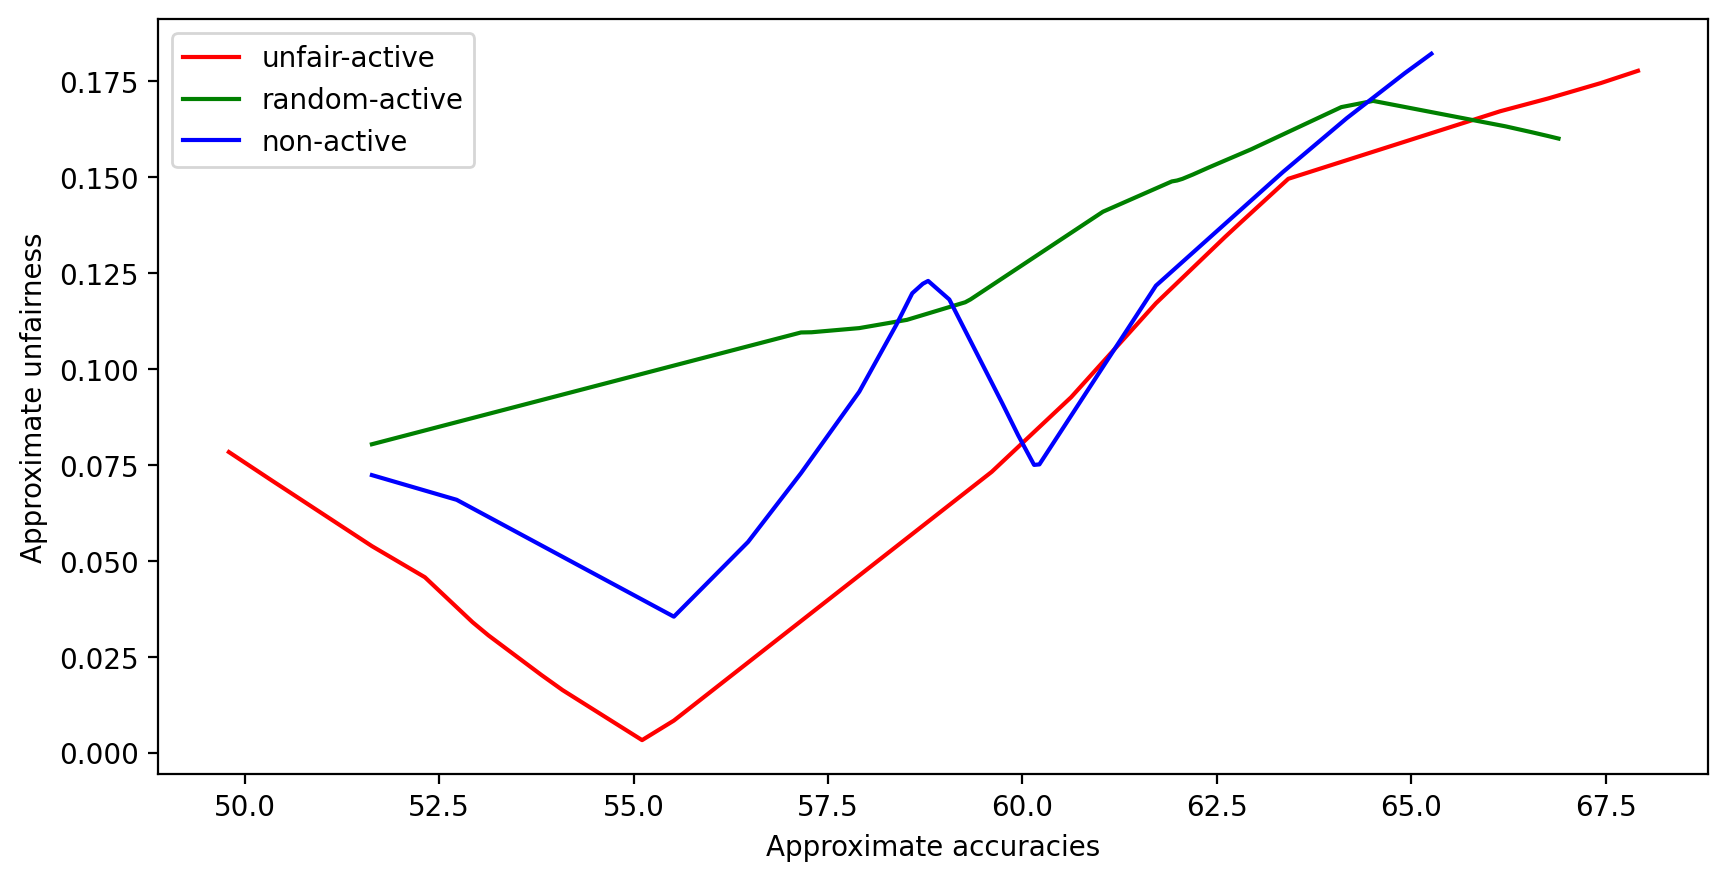 unfair-active
random-active
non-active
0.175
0.150
0.125
0.100
0.075
0.050
0.025
0.000
Approximate unfairness
50.0 52.5 55.0 57.5 60.0 62.5 65.0 67.5
Approximate accuracies